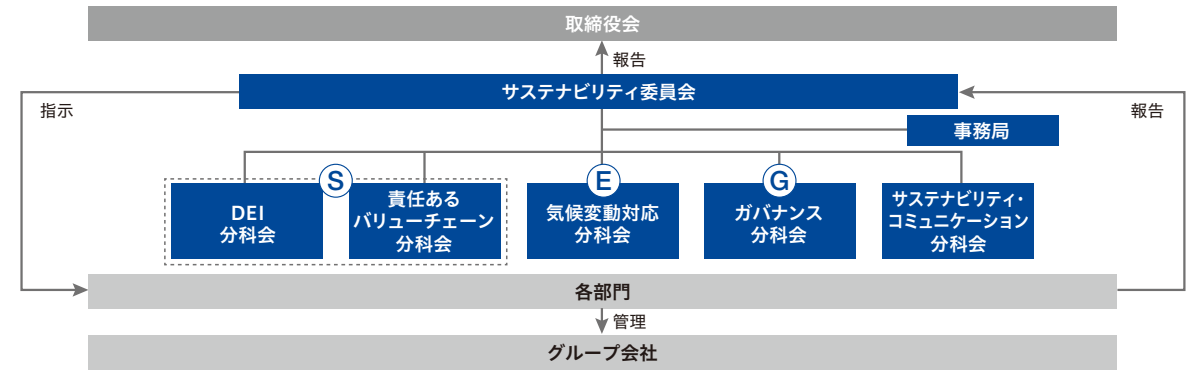 取締役会
報告
サステナビリティ委員会
指示
報告
事務局
S
E
G
DEI
分科会
責任ある
バリューチェーン
分科会
気候変動対応
分科会
ガバナンス
分科会
サステナビリティ・
コミュニケーション
分科会
各部門
管理
グループ会社